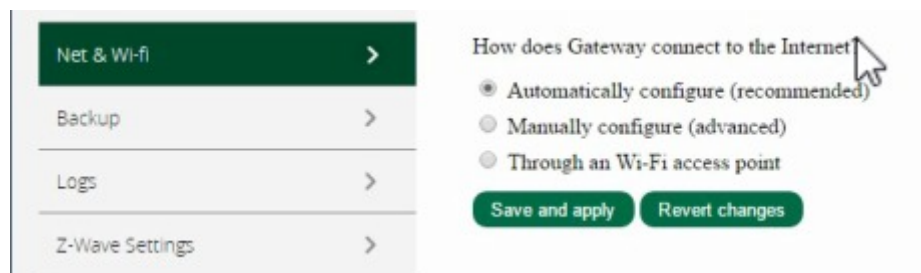 Net & Wi-fi
Backup
Logs
Z-Wave Settings
How does Gateway connect to the Internet
Automatically configure (recommended)
Manually configure (advanced)
Through an Wi-Fi access point
Save and apply
Revert changes